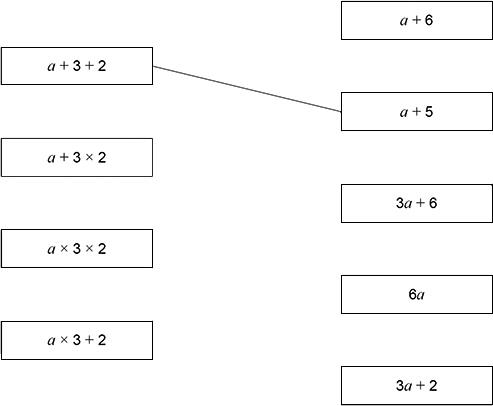 a + 6
a + 3 + 2
a + 5
a + 3 × 2
3a + 6
a × 3 × 2
6a
a × 3 + 2
3a + 2